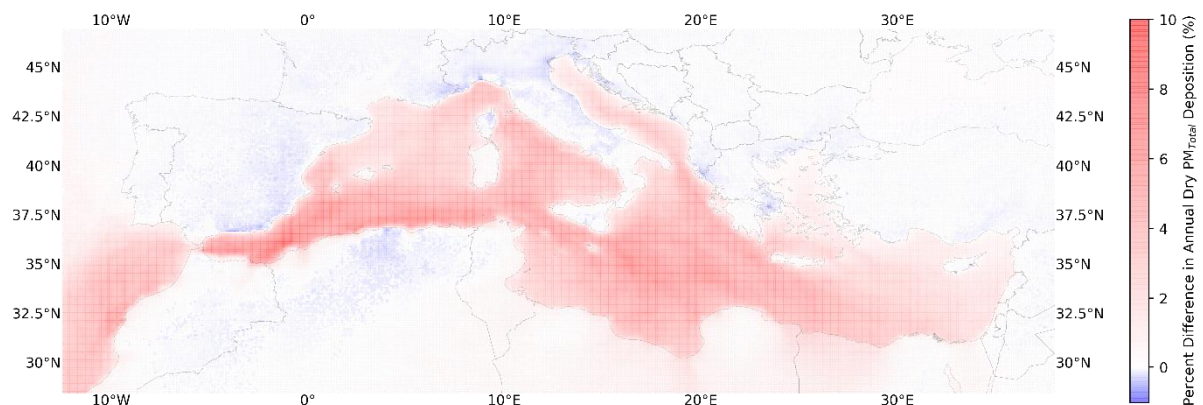 10°W 0° 10°E 20°E 30°E
10
45°N 45°N
8
42.5°N 42.5°N
6
40°N 40°N
37.5°N 37.5°N
4
35°N 35°N
2
32.5°N 32.5°N
30°N 30°N
0
10°W 0° 10°E 20°E 30°E
Percent Difference in Annual Dry PM_Total Deposition (%)